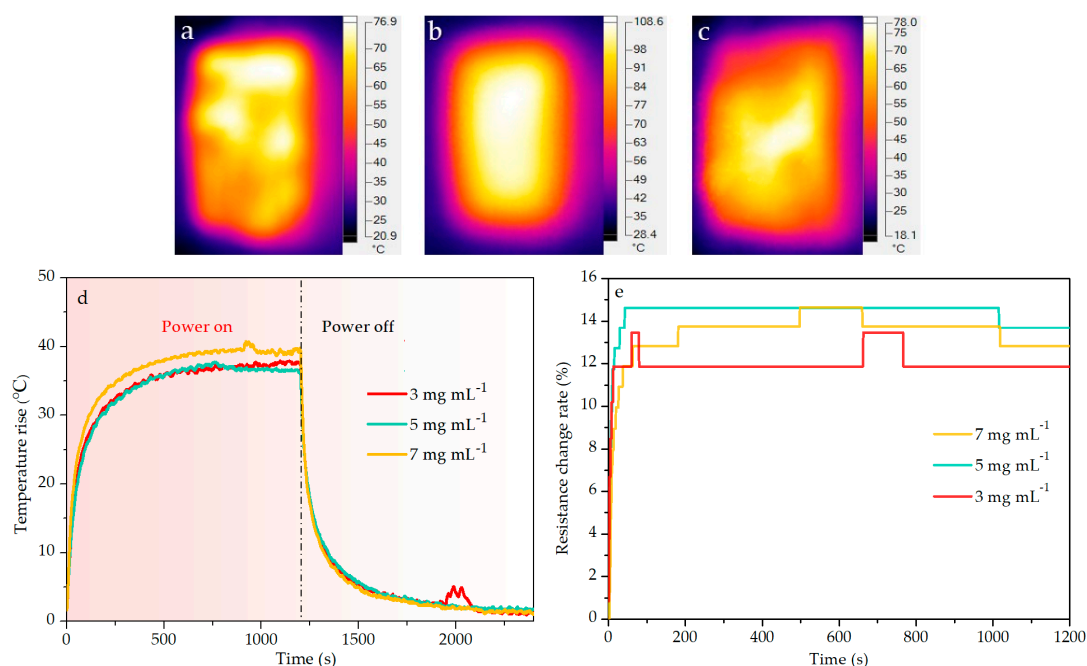 a
76.9
70
65
60
55
50
45
40
35
30
25
20.9
°C
b
108.6
98
91
84
77
70
63
56
49
42
35
28.4
°C
c
78.0
70
65
60
55
50
45
40
35
30
25
18.1
°C
d
Power on
Power off
3 mg mL⁻¹
5 mg mL⁻¹
7 mg mL⁻¹
50
40
30
20
10
0
Temperature rise (°C)
0 500 1000 1500 2000
Time (s)
e
7 mg mL⁻¹
5 mg mL⁻¹
3 mg mL⁻¹
16
14
12
10
8
6
4
2
0
Resistance change rate (%)
0 200 400 600 800 1000 1200
Time (s)